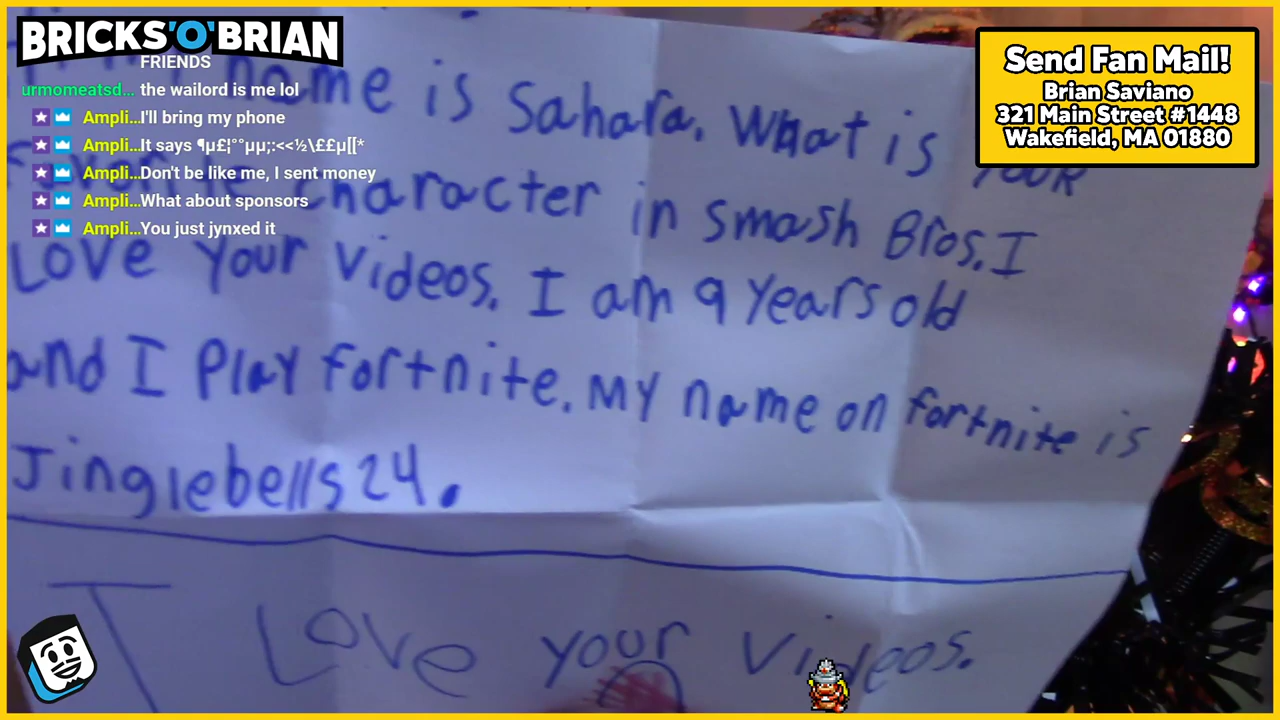 BRICKS'O'BRIAN
FRIENDS
urmomeatsd... the wailord is me lol
Ampli...I'll bring my phone
Ampli...It says ¶µ£¦°°µµ;:<<½\££µ[[*
Ampli...Don't be like me, I sent money
Ampli...What about sponsors
Ampli...You just jynxed it
Send Fan Mail!
Brian Saviano
321 Main Street #1448
Wakefield, MA 01880
name is Sahara. What is YOUR
character in Smash Bros. I
Love Your Videos. I am 9 Years old
and I Play fortnite. MY name on fortnite is
Jinglebells24.
I Love your videos.